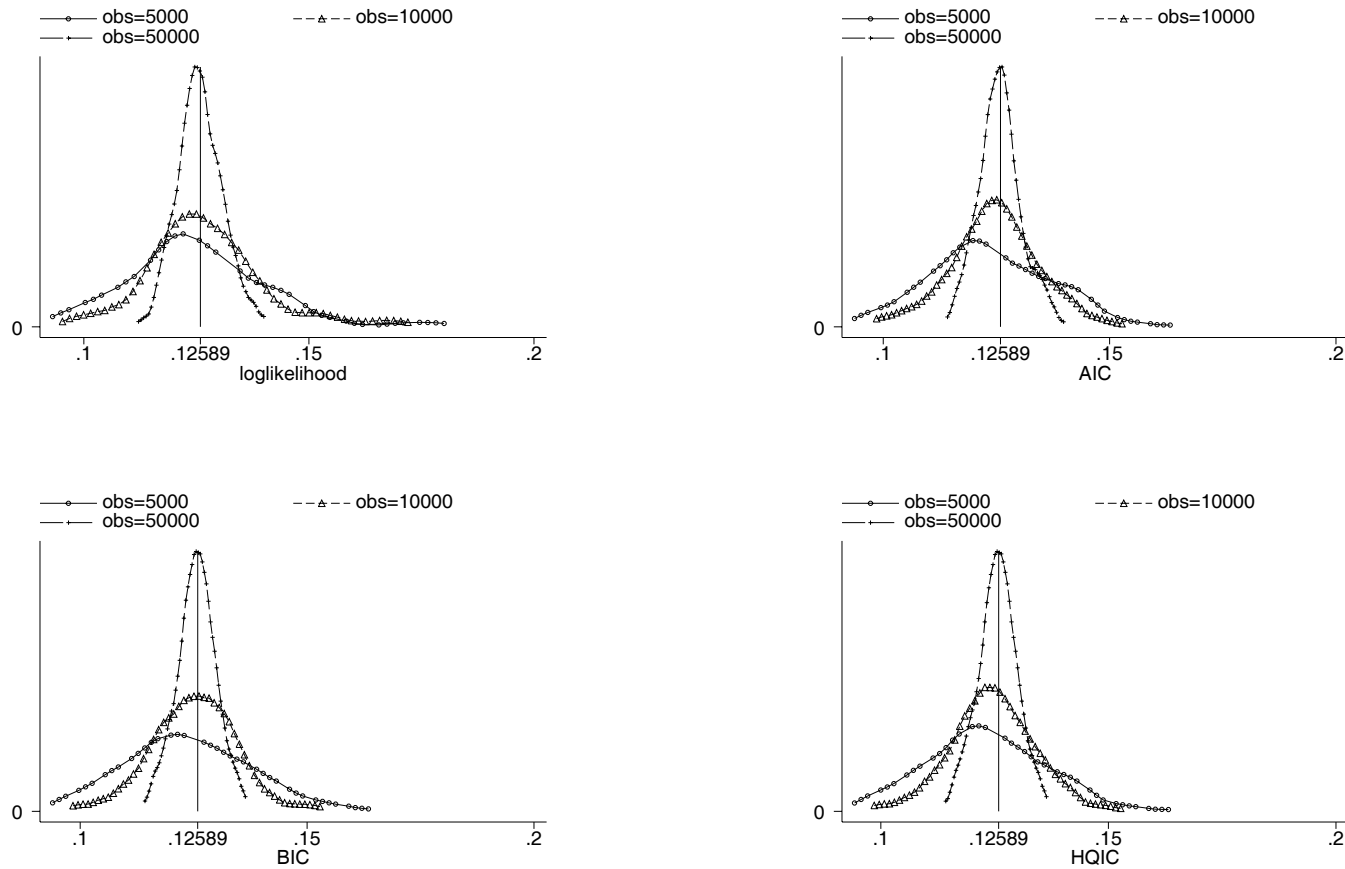 obs=5000 obs=10000
obs=50000
0
.1 .12589 .15 .2
loglikelihood
obs=5000 obs=10000
obs=50000
0
.1 .12589 .15 .2
AIC
obs=5000 obs=10000
obs=50000
0
.1 .12589 .15 .2
BIC
obs=5000 obs=10000
obs=50000
0
.1 .12589 .15 .2
HQIC